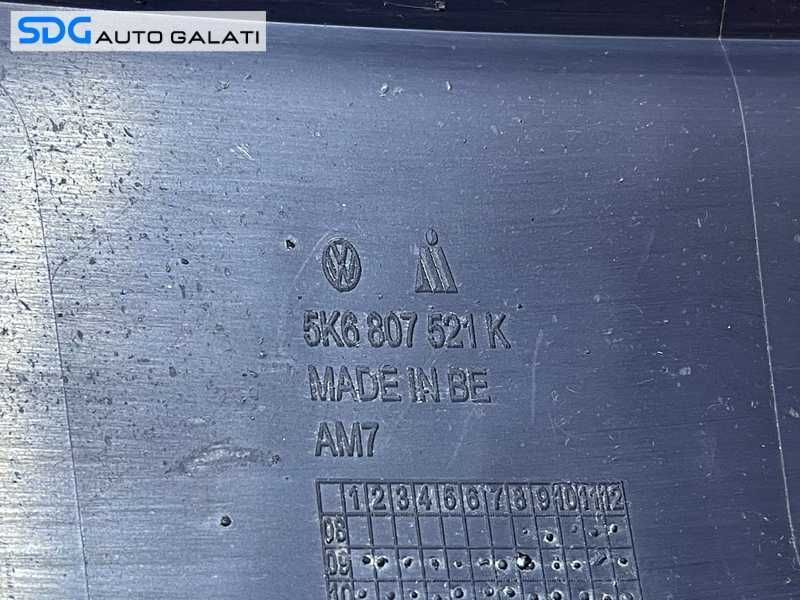 SDG AUTO GALATI
5K6 807 521 K
MADE IN BE
AM7
1 2 3 4 5 6 7 8 9 10 11 12
08
09
10